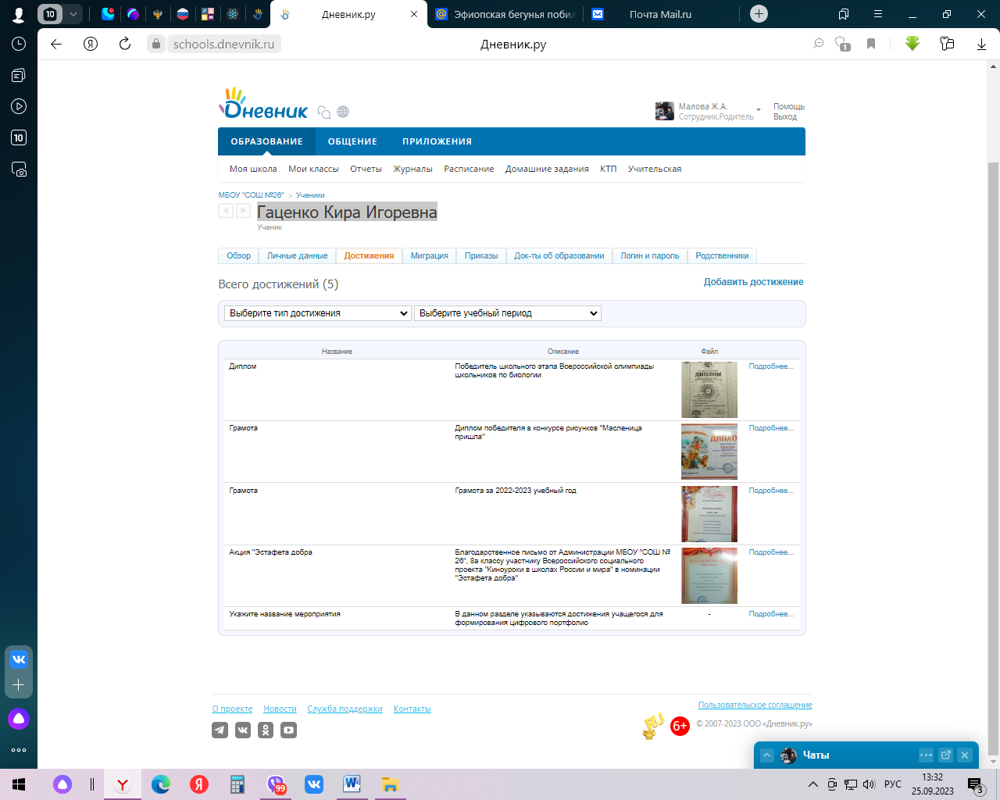 10
Дневник.ру
Эфиопская бегунья побил
Почта Mail.ru
schools.dnevnik.ru
Дневник.ру
1
10
Дневник
Малова Ж.А.
Сотрудник,Родитель
Помощь
Выход
ОБРАЗОВАНИЕ ОБЩЕНИЕ ПРИЛОЖЕНИЯ
Моя школа Мои классы Отчеты Журналы Расписание Домашние задания КТП Учительская
МБОУ "СОШ №26" > Ученики
Гаценко Кира Игоревна
Ученик
Обзор Личные данные Достижения Миграция Приказы Док-ты об образовании Логин и пароль Родственники
Всего достижений (5)
Добавить достижение
Выберите тип достижения
Выберите учебный период
Название Описание Файл
Диплом
Победитель школьного этапа Всероссийской олимпиады
школьников по биологии
ДИПЛОМ
Подробнее...
Грамота
Диплом победителя в конкурсе рисунков "Масленица
пришла"
ДИПЛО
Подробнее...
Грамота
Грамота за 2022-2023 учебный год
Подробнее...
Акция "Эстафета добра
Благодарственное письмо от Администрации МБОУ "СОШ №
26", 8а классу участнику Всероссийского социального
проекта "Киноуроки в школах России и мира" в номинации
"Эстафета добра"
Подробнее...
Укажите название мероприятия
В данном разделе указываются достижения учащегося для
формирования цифрового портфолио
-
Подробнее...
О проекте Новости Служба поддержки Контакты
Пользовательское соглашение
RU
6+
© 2007-2023 ООО «Дневник.ру»
Чаты
99
РУС
13:32
25.09.2023
3